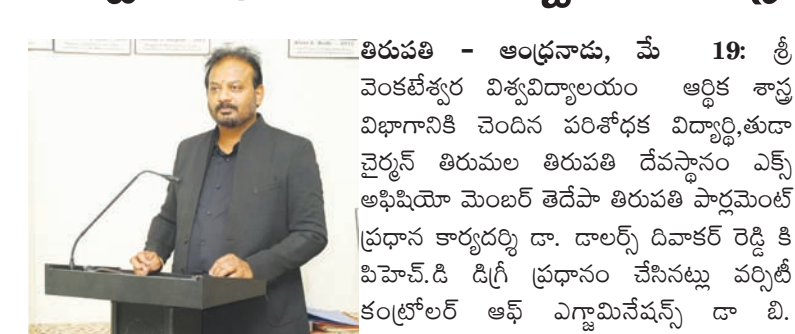 తిరుపతి - ఆంధ్రనాడు, మే 19: శ్రీ
వెంకటేశ్వర విశ్వవిద్యాలయం ఆర్థిక శాస్త్ర
విభాగానికి చెందిన పరిశోధక విద్యార్థి,తుడా
చైర్మన్ తిరుమల తిరుపతి దేవస్థానం ఎక్స్
అఫిషియో మెంబర్ తెదేపా తిరుపతి పార్లమెంట్
ప్రధాన కార్యదర్శి డా. డాలర్స్ దివాకర్ రెడ్డి కి
పిహెచ్.డి డిగ్రీ ప్రధానం చేసినట్లు వర్సిటీ
కంట్రోలర్ ఆఫ్ ఎగ్జామినేషన్స్ డా బి.